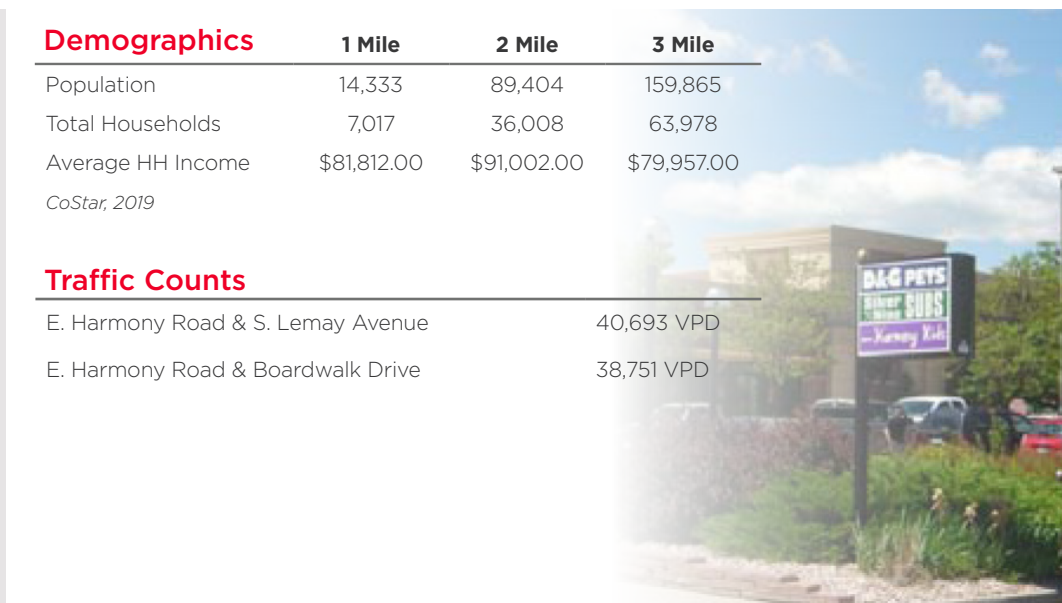 Demographics 1 Mile 2 Mile 3 Mile
Population 14,333 89,404 159,865
Total Households 7,017 36,008 63,978
Average HH Income $81,812.00 $91,002.00 $79,957.00
CoStar, 2019
Traffic Counts
E. Harmony Road & S. Lemay Avenue 40,693 VPD
E. Harmony Road & Boardwalk Drive 38,751 VPD
D&G PETS
SUBS